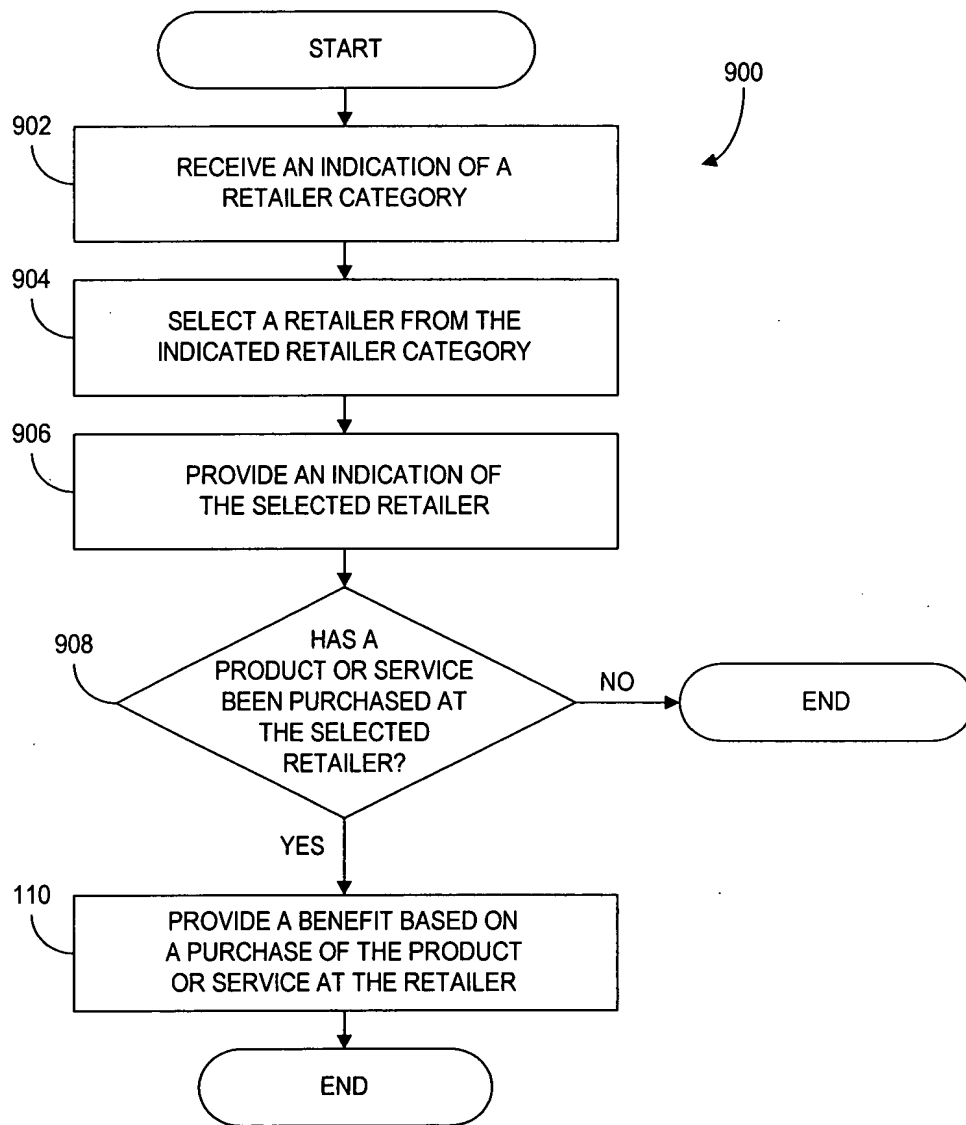 START
900
902
RECEIVE AN INDICATION OF A
RETAILER CATEGORY
904
SELECT A RETAILER FROM THE
INDICATED RETAILER CATEGORY
906
PROVIDE AN INDICATION OF
THE SELECTED RETAILER
908
HAS A
PRODUCT OR SERVICE
BEEN PURCHASED AT
THE SELECTED
RETAILER?
NO
END
YES
110
PROVIDE A BENEFIT BASED ON
A PURCHASE OF THE PRODUCT
OR SERVICE AT THE RETAILER
END